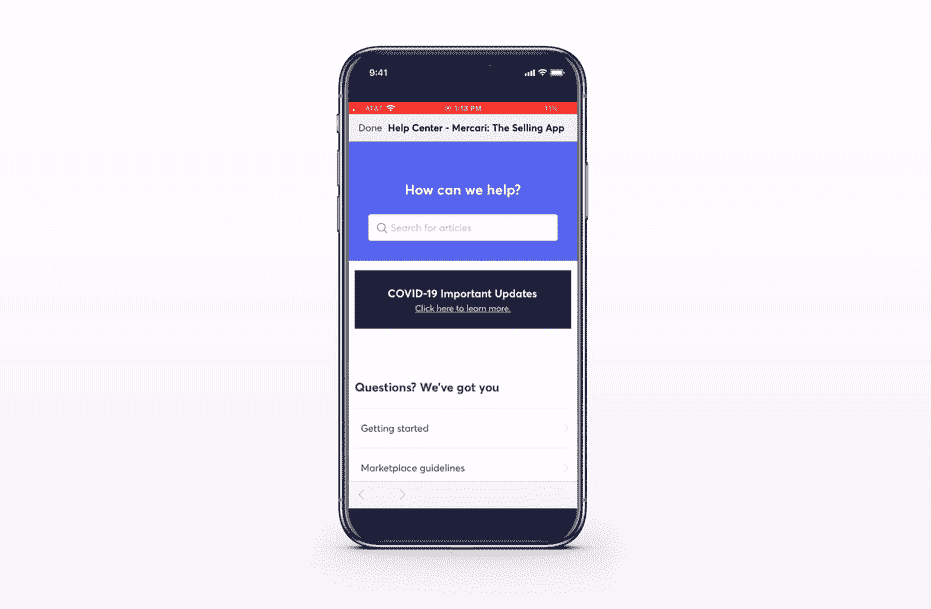 9:41
AT&T 1:13 PM 11%
Done Help Center - Mercari: The Selling App
How can we help?
Search for articles
COVID-19 Important Updates
Click here to learn more.
Questions? We've got you
Getting started
Marketplace guidelines